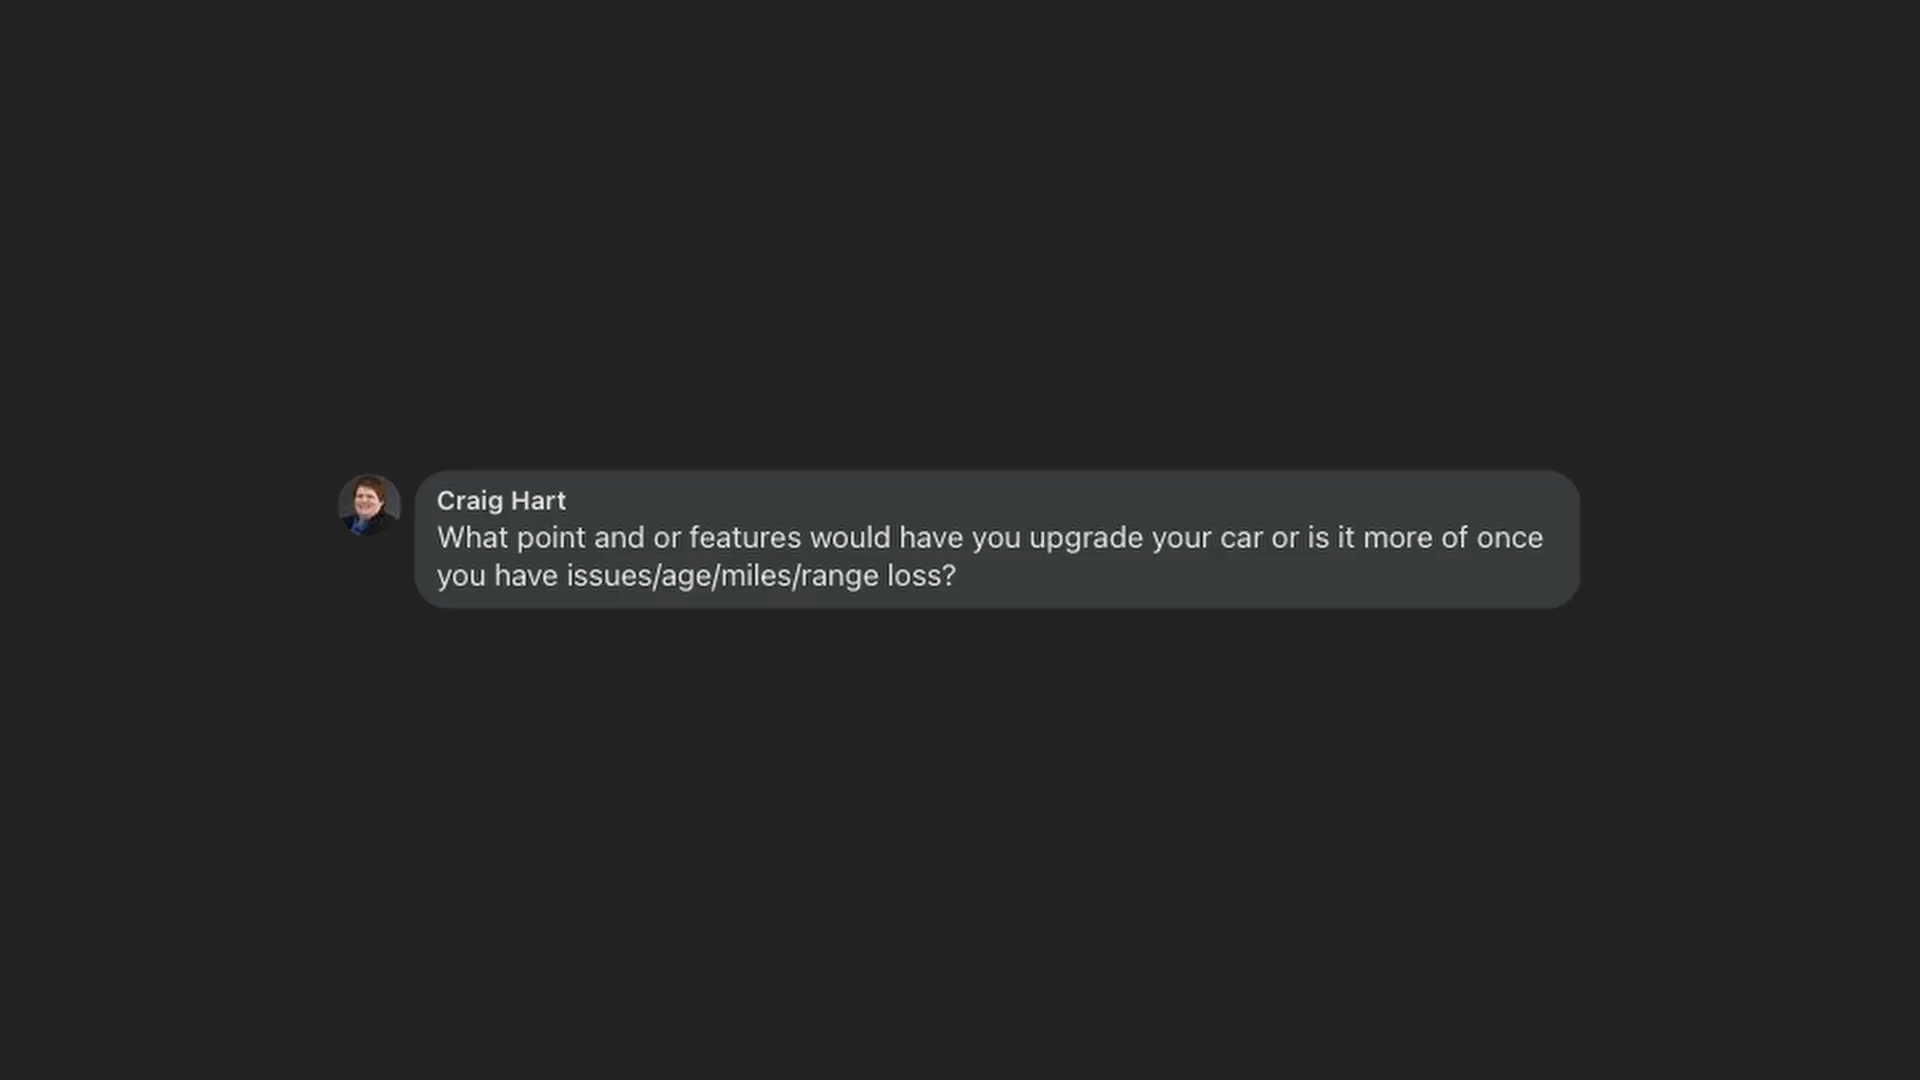 Craig Hart
What point and or features would have you upgrade your car or is it more of once
you have issues/age/miles/range loss?